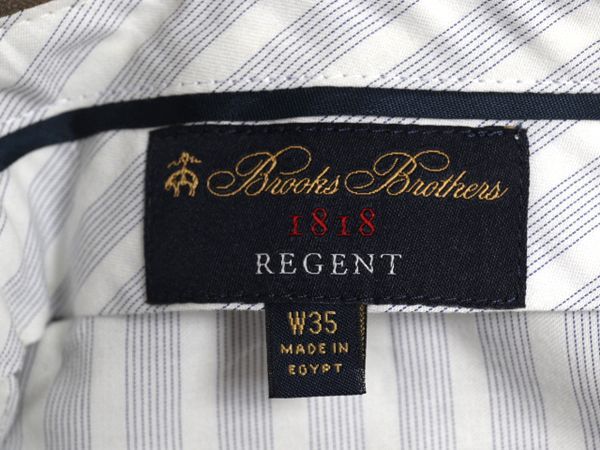 Brooks Brothers
1818
REGENT
W35
MADE IN
EGYPT